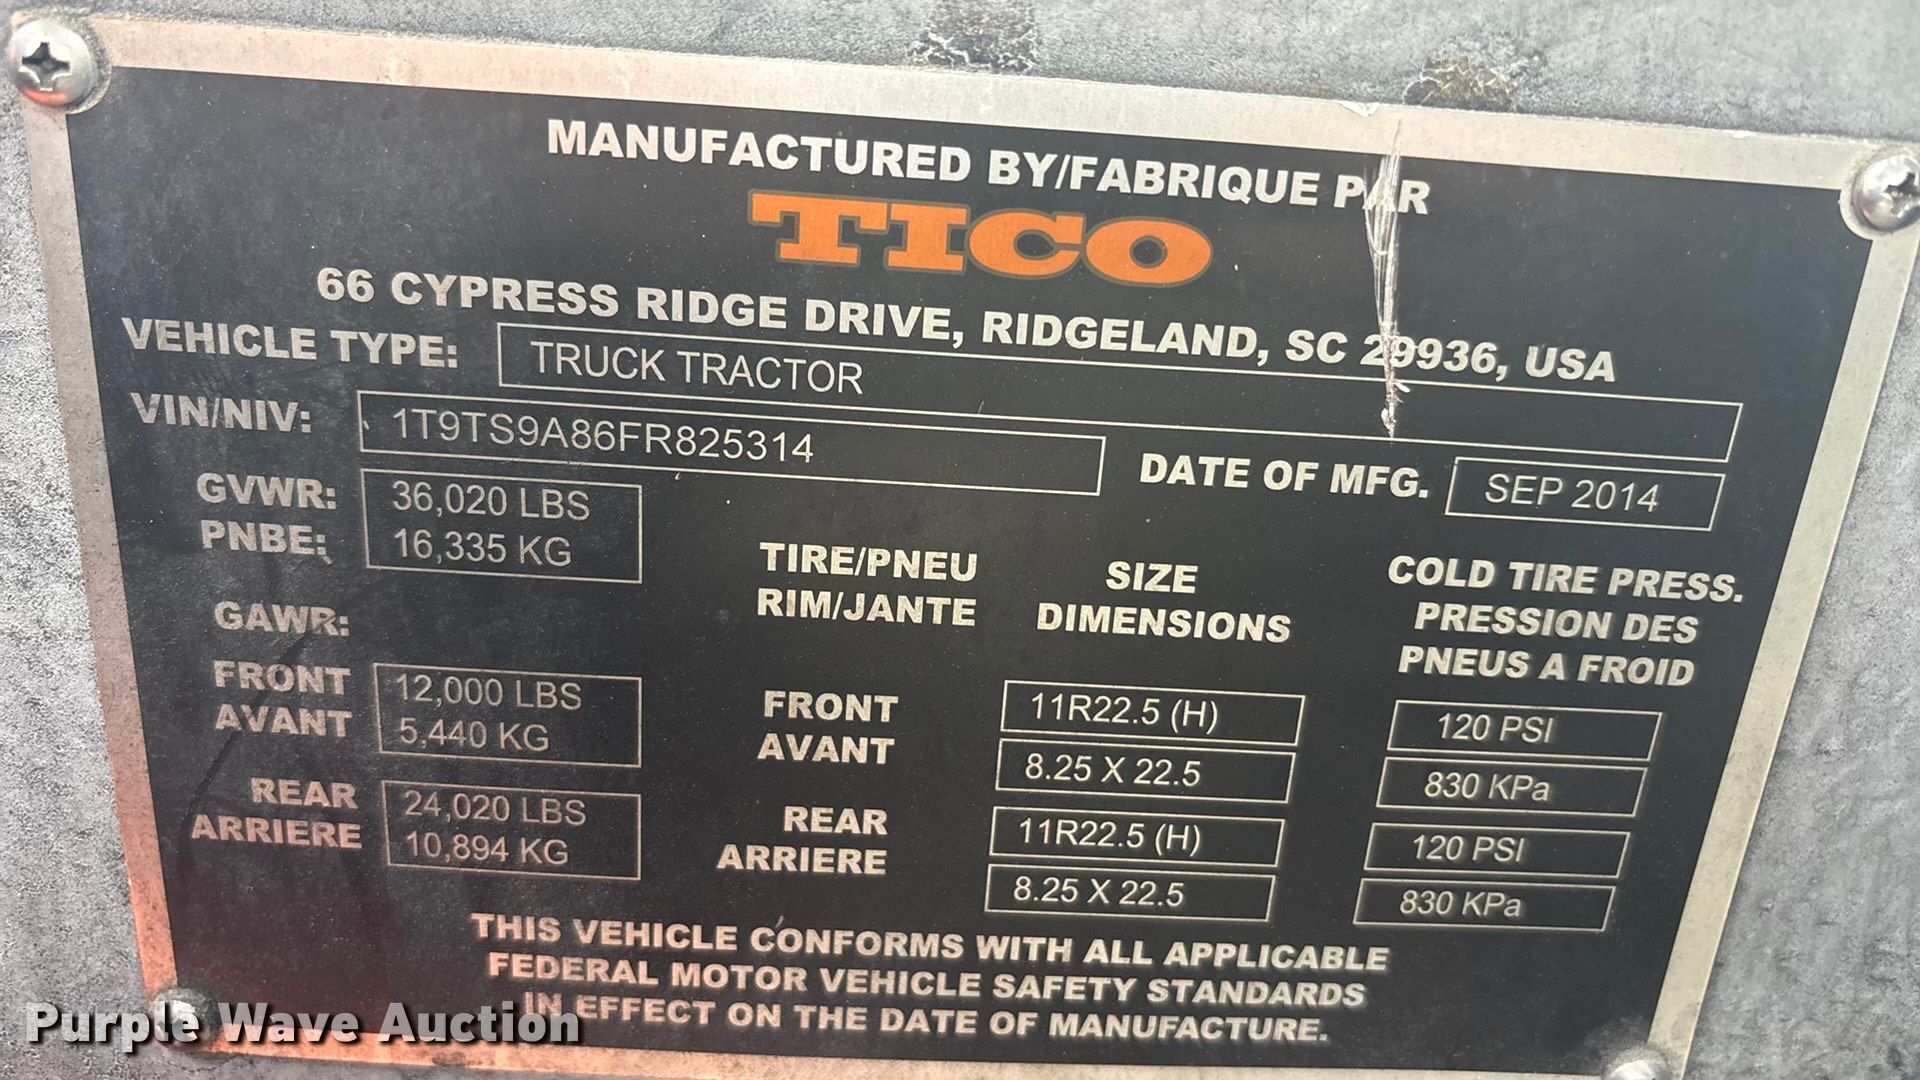 MANUFACTURED BY/FABRIQUE PAR
TICO
66 CYPRESS RIDGE DRIVE, RIDGELAND, SC 29936, USA
VEHICLE TYPE: TRUCK TRACTOR
VIN/NIV: 1T9TS9A86FR825314
DATE OF MFG. SEP 2014
GVWR: 36,020 LBS
PNBE: 16,335 KG
GAWR:
FRONT 12,000 LBS
AVANT 5,440 KG
REAR 24,020 LBS
ARRIERE 10,894 KG
TIRE/PNEU
RIM/JANTE
SIZE
DIMENSIONS
COLD TIRE PRESS.
PRESSION DES
PNEUS A FROID
FRONT 11R22.5 (H) 120 PSI
AVANT 8.25 X 22.5 830 KPa
REAR 11R22.5 (H) 120 PSI
ARRIERE 8.25 X 22.5 830 KPa
THIS VEHICLE CONFORMS WITH ALL APPLICABLE
FEDERAL MOTOR VEHICLE SAFETY STANDARDS
IN EFFECT ON THE DATE OF MANUFACTURE.
Purple Wave Auction